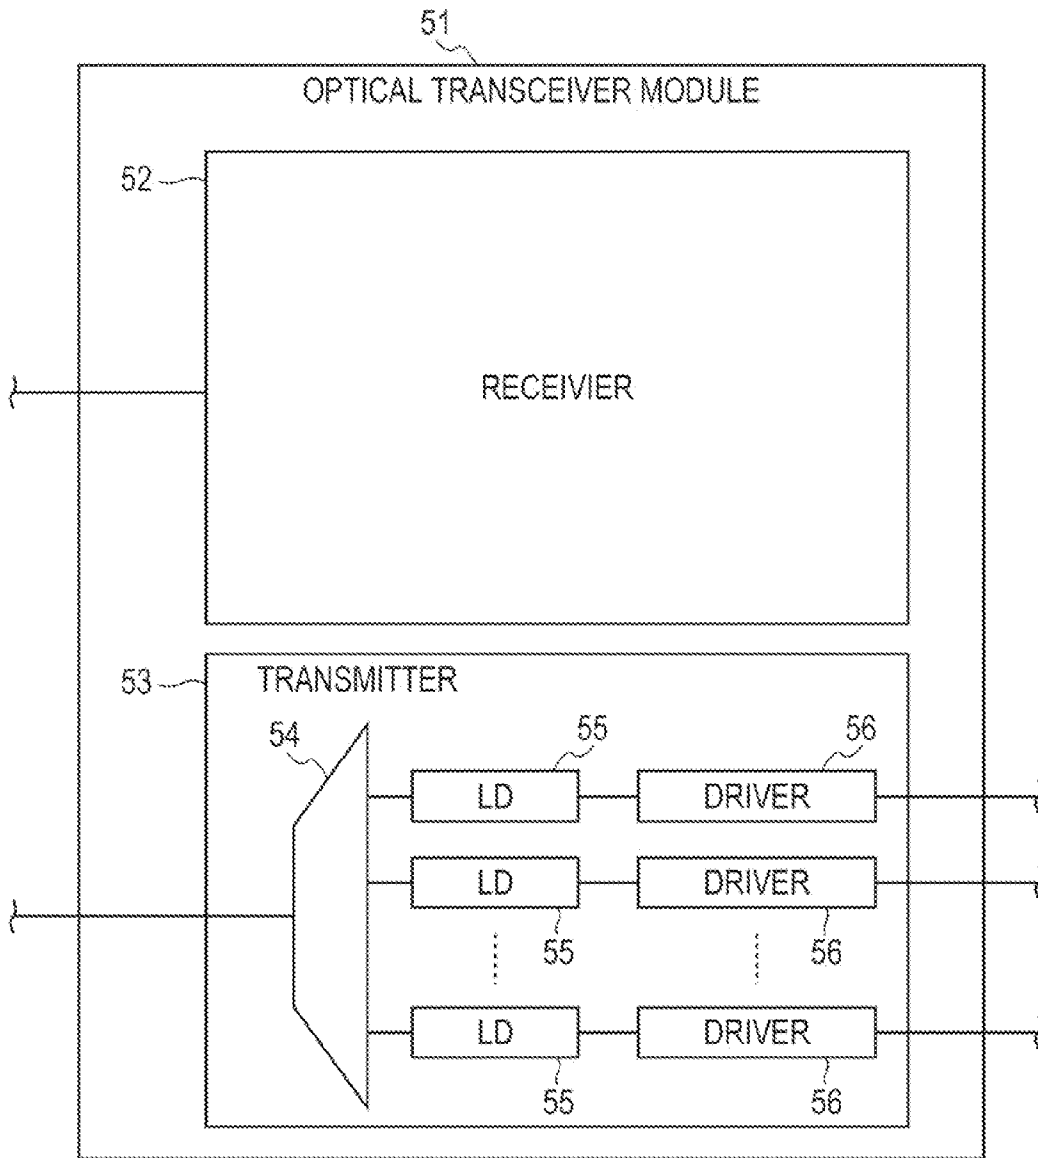 51
OPTICAL TRANSCEIVER MODULE
52
RECEIVIER
53
TRANSMITTER
54
55
56
LD
DRIVER
LD
DRIVER
55
56
LD
DRIVER
55
56